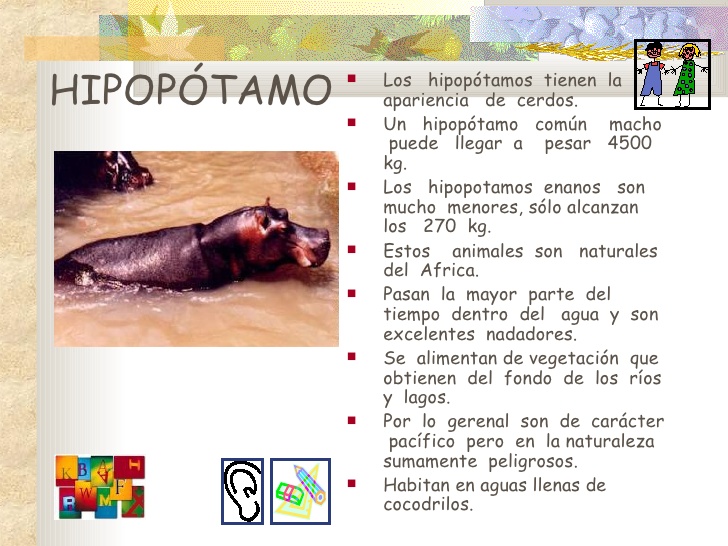 HIPOPÓTAMO
Los hipopótamos tienen la
apariencia de cerdos.
Un hipopótamo común macho
puede llegar a pesar 4500
kg.
Los hipopotamos enanos son
mucho menores, sólo alcanzan
los 270 kg.
Estos animales son naturales
del Africa.
Pasan la mayor parte del
tiempo dentro del agua y son
excelentes nadadores.
Se alimentan de vegetación que
obtienen del fondo de los ríos
y lagos.
Por lo gerenal son de carácter
pacífico pero en la naturaleza
sumamente peligrosos.
Habitan en aguas llenas de
cocodrilos.
K B A H
R W M F